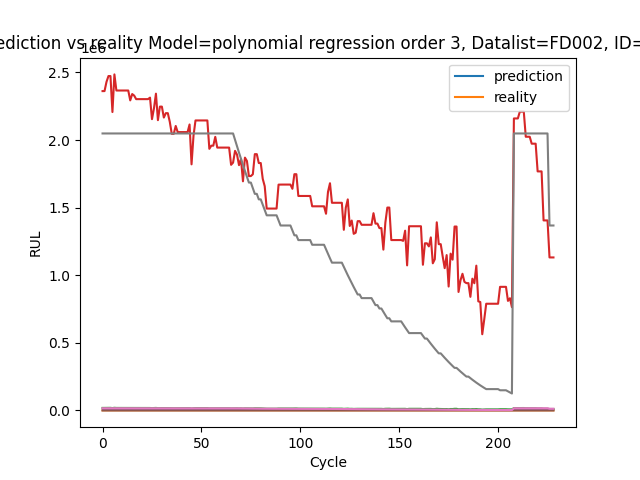 ediction vs reality Model=polynomial regression order 3, Datalist=FD002, ID=
1e6
prediction
reality
2.5
2.0
1.5
1.0
0.5
0.0
RUL
0 50 100 150 200
Cycle